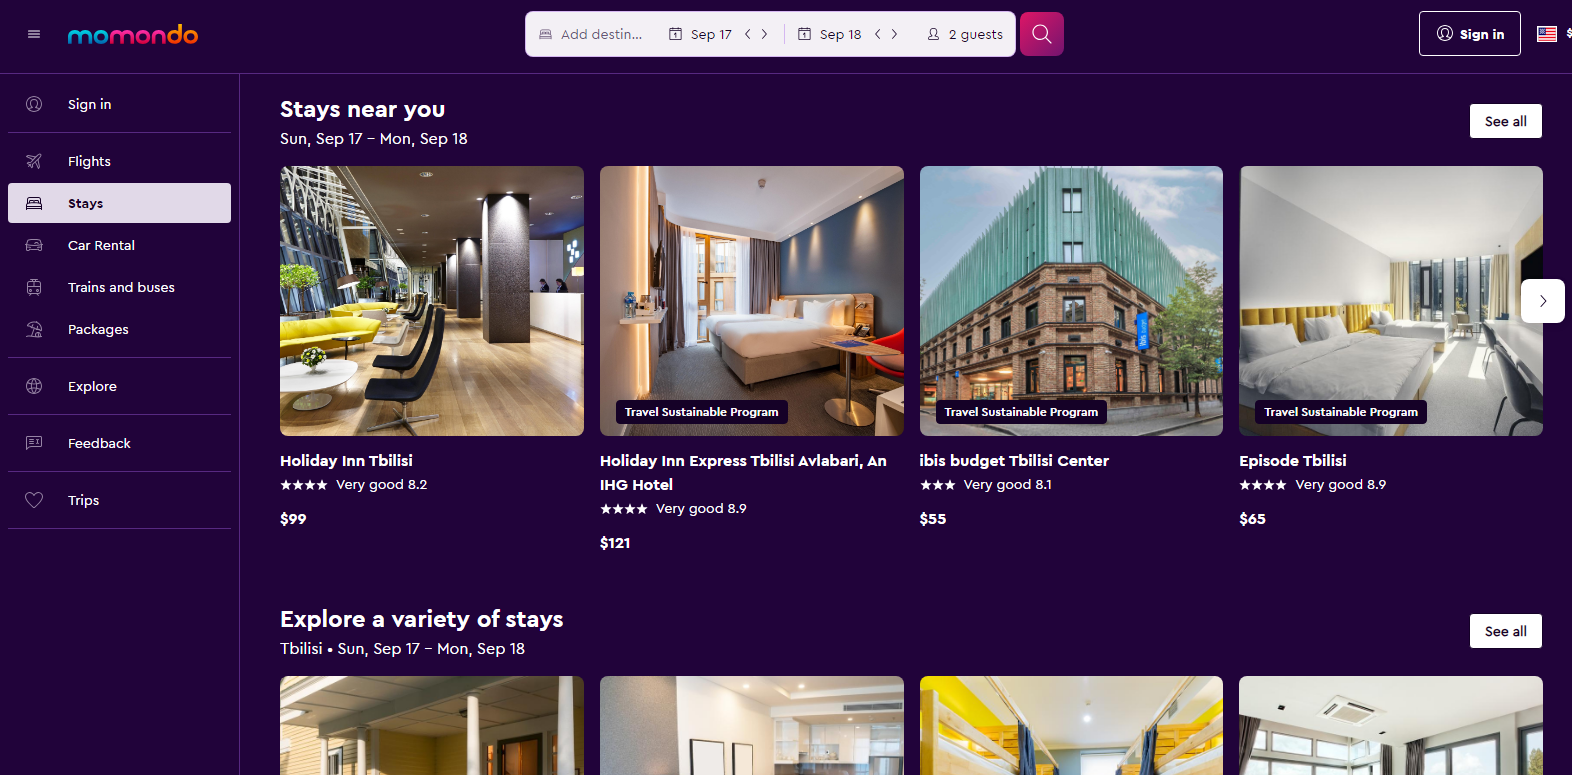 momondo
Add destin...
Sep 17
Sep 18
2 guests
Sign in
$
Sign in
Flights
Stays
Car Rental
Trains and buses
Packages
Explore
Feedback
Trips
Stays near you
Sun, Sep 17 – Mon, Sep 18
See all
Travel Sustainable Program
Travel Sustainable Program
Travel Sustainable Program
Holiday Inn Tbilisi
Very good 8.2
$99
Holiday Inn Express Tbilisi Avlabari, An
IHG Hotel
Very good 8.9
$121
ibis budget Tbilisi Center
Very good 8.1
$55
Episode Tbilisi
Very good 8.9
$65
Explore a variety of stays
Tbilisi • Sun, Sep 17 – Mon, Sep 18
See all